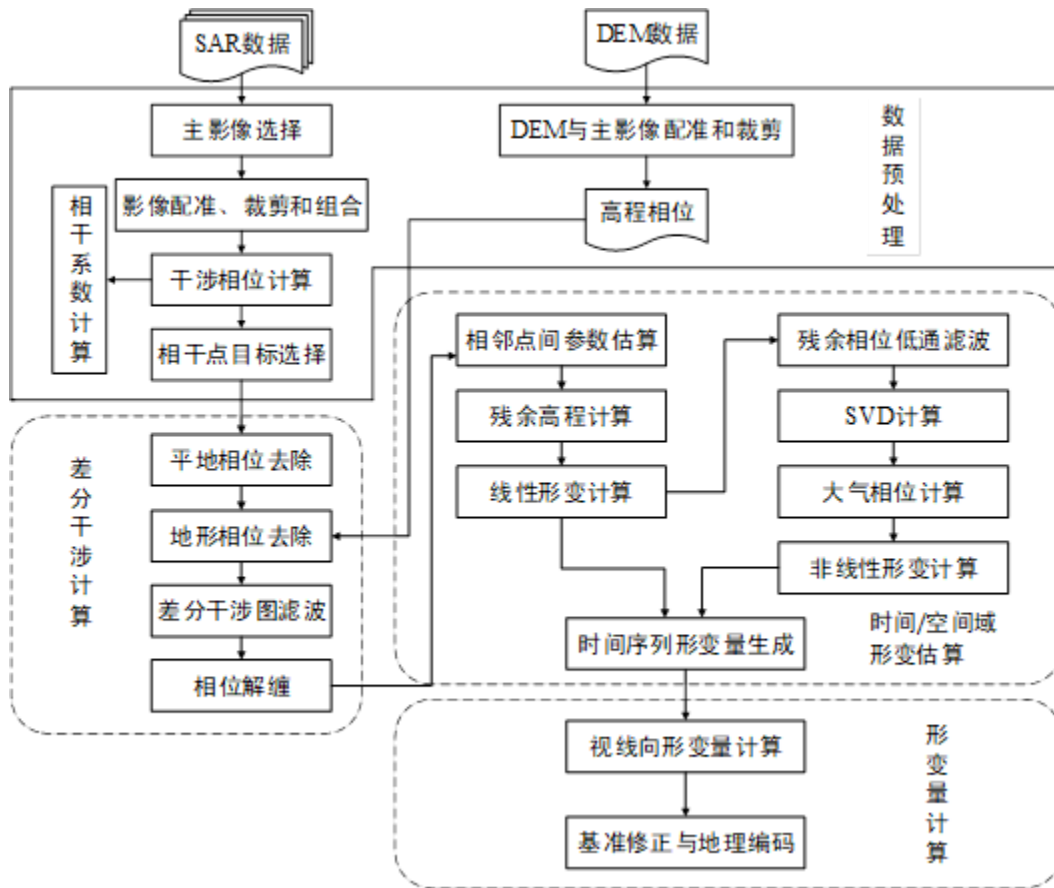 SAR数据
DEM数据
主影像选择
DEM与主影像配准和裁剪
数据预处理
影像配准、裁剪和组合
高程相位
相干系数计算
干涉相位计算
相干点目标选择
相邻点间参数估算
残余相位低通滤波
残余高程计算
SVD计算
线性形变计算
大气相位计算
非线性形变计算
时间序列形变量生成
时间/空间域
形变估算
差分干涉计算
平地相位去除
地形相位去除
差分干涉图滤波
相位解缠
视线向形变量计算
基准修正与地理编码
形变量计算